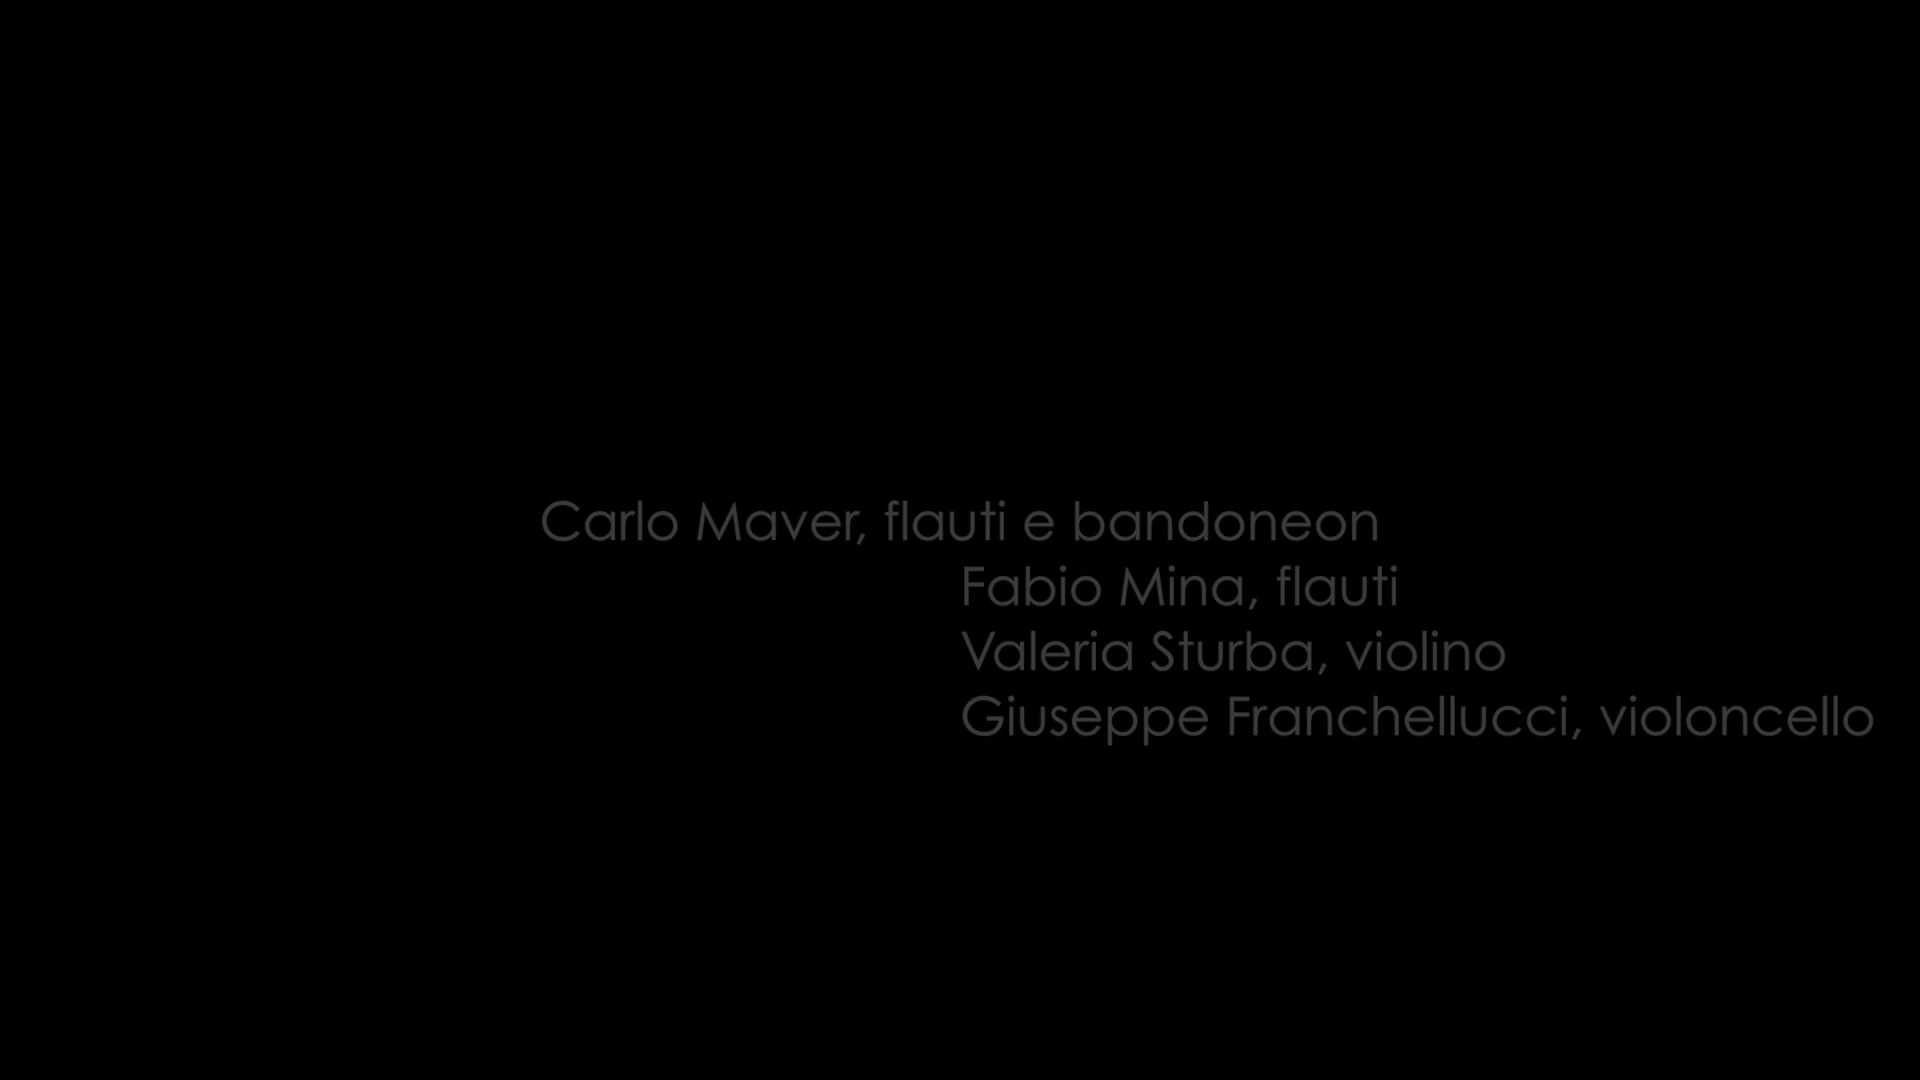 Carlo Maver, flauti e bandoneon
Fabio Mina, flauti
Valeria Sturba, violino
Giuseppe Franchellucci, violoncello